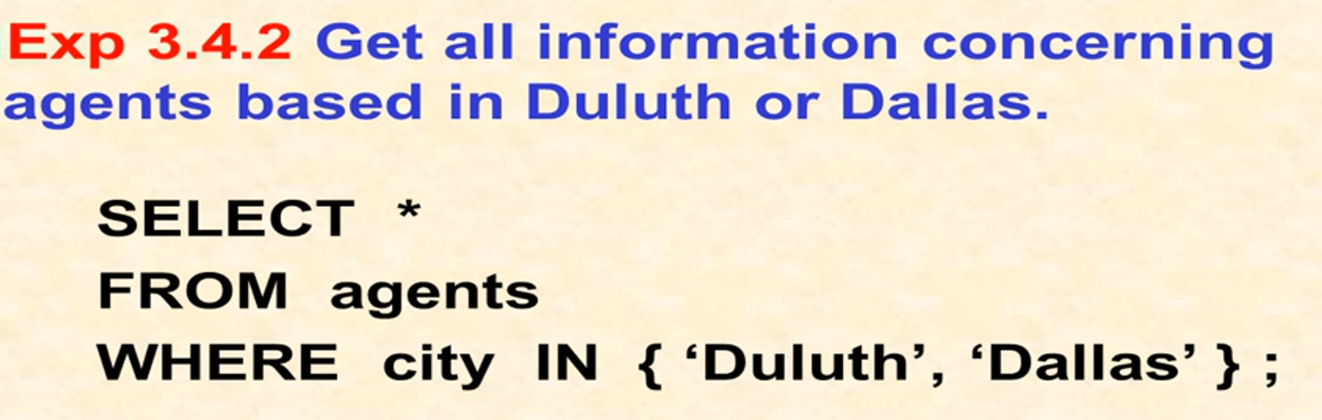 Exp 3.4.2 Get all information concerning
agents based in Duluth or Dallas.
SELECT *
FROM agents
WHERE city IN { ‘Duluth’, ‘Dallas’ } ;